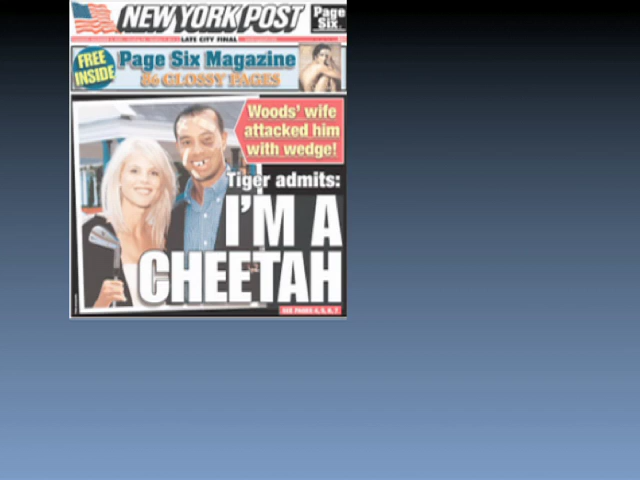 NEW YORK POST
Page
Six
LATE CITY FINAL
FREE
INSIDE
Page Six Magazine
86 GLOSSY PAGES
Woods' wife
attacked him
with wedge!
Tiger admits:
I'M A
CHEETAH
SEE PAGES 4, 5, 6, 7